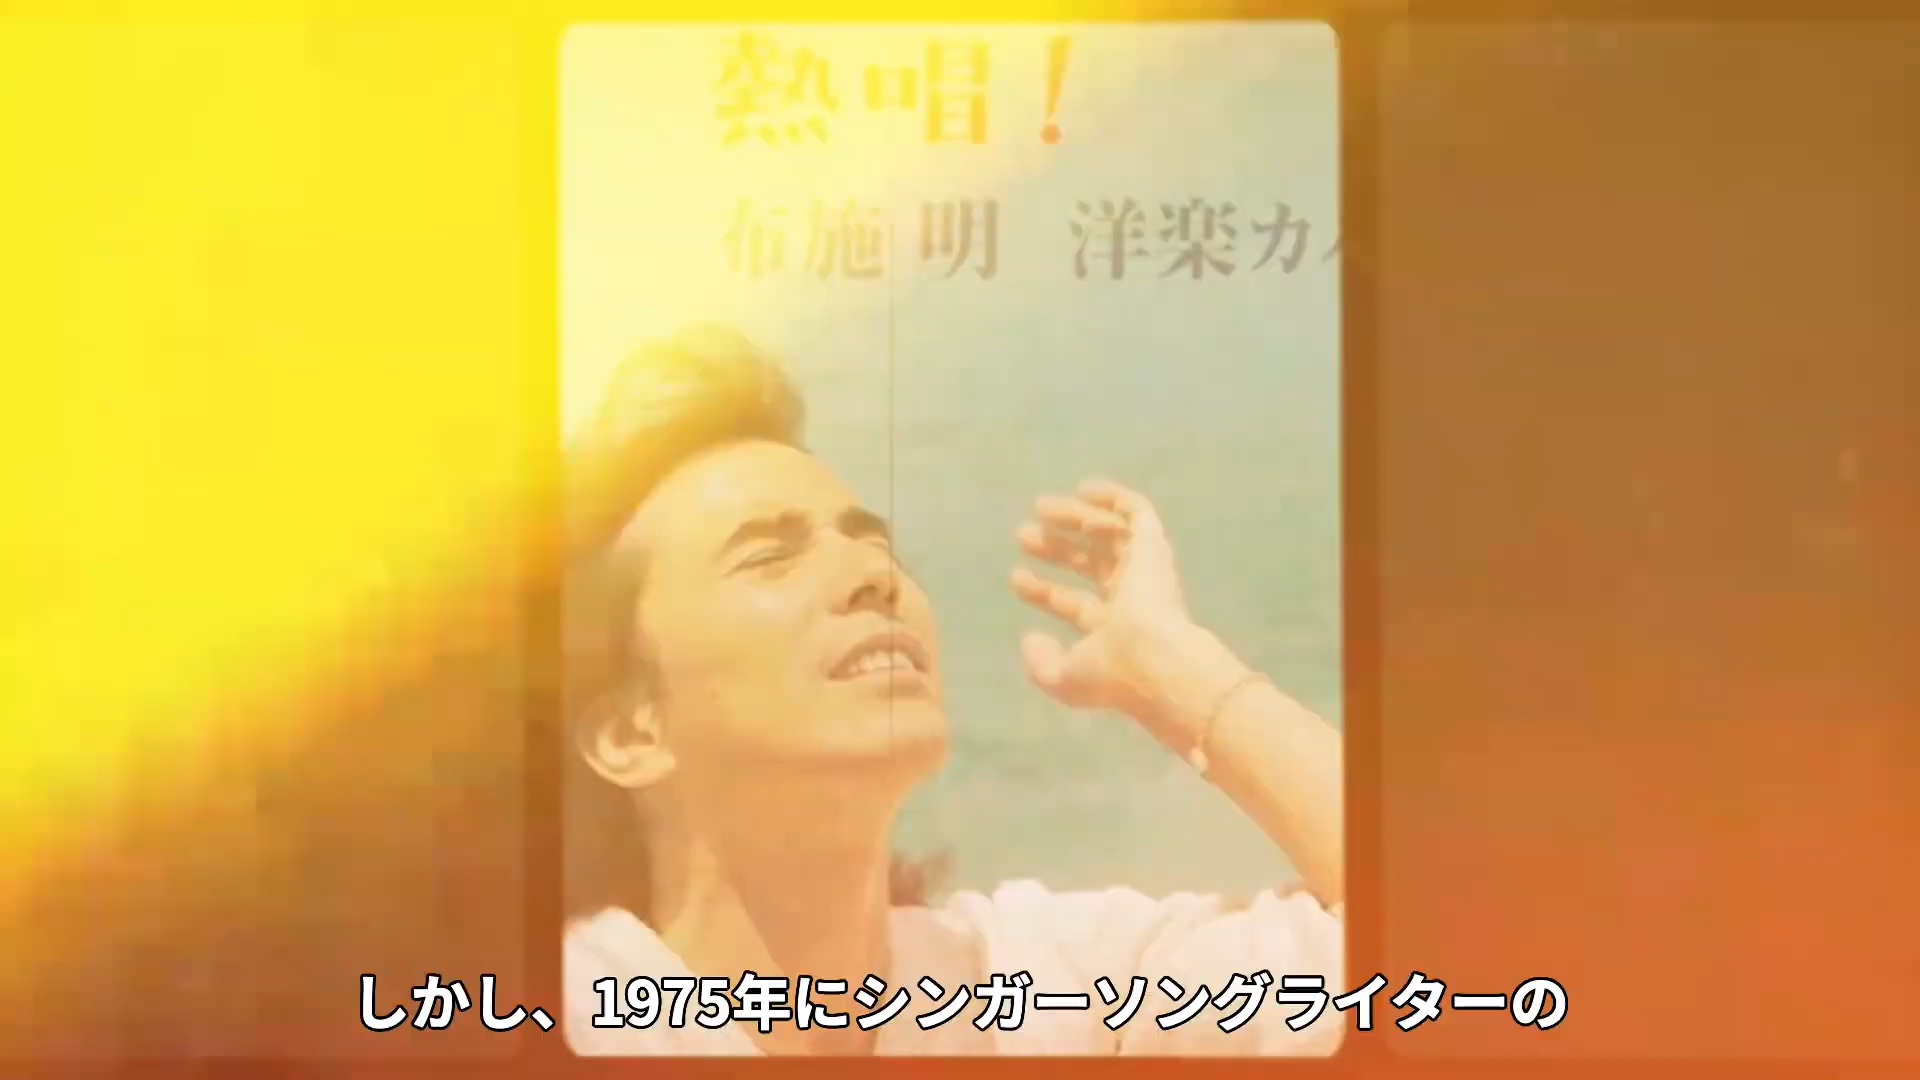 熱唱!
布施 明 洋楽カ
しかし、1975年にシンガーソングライターの